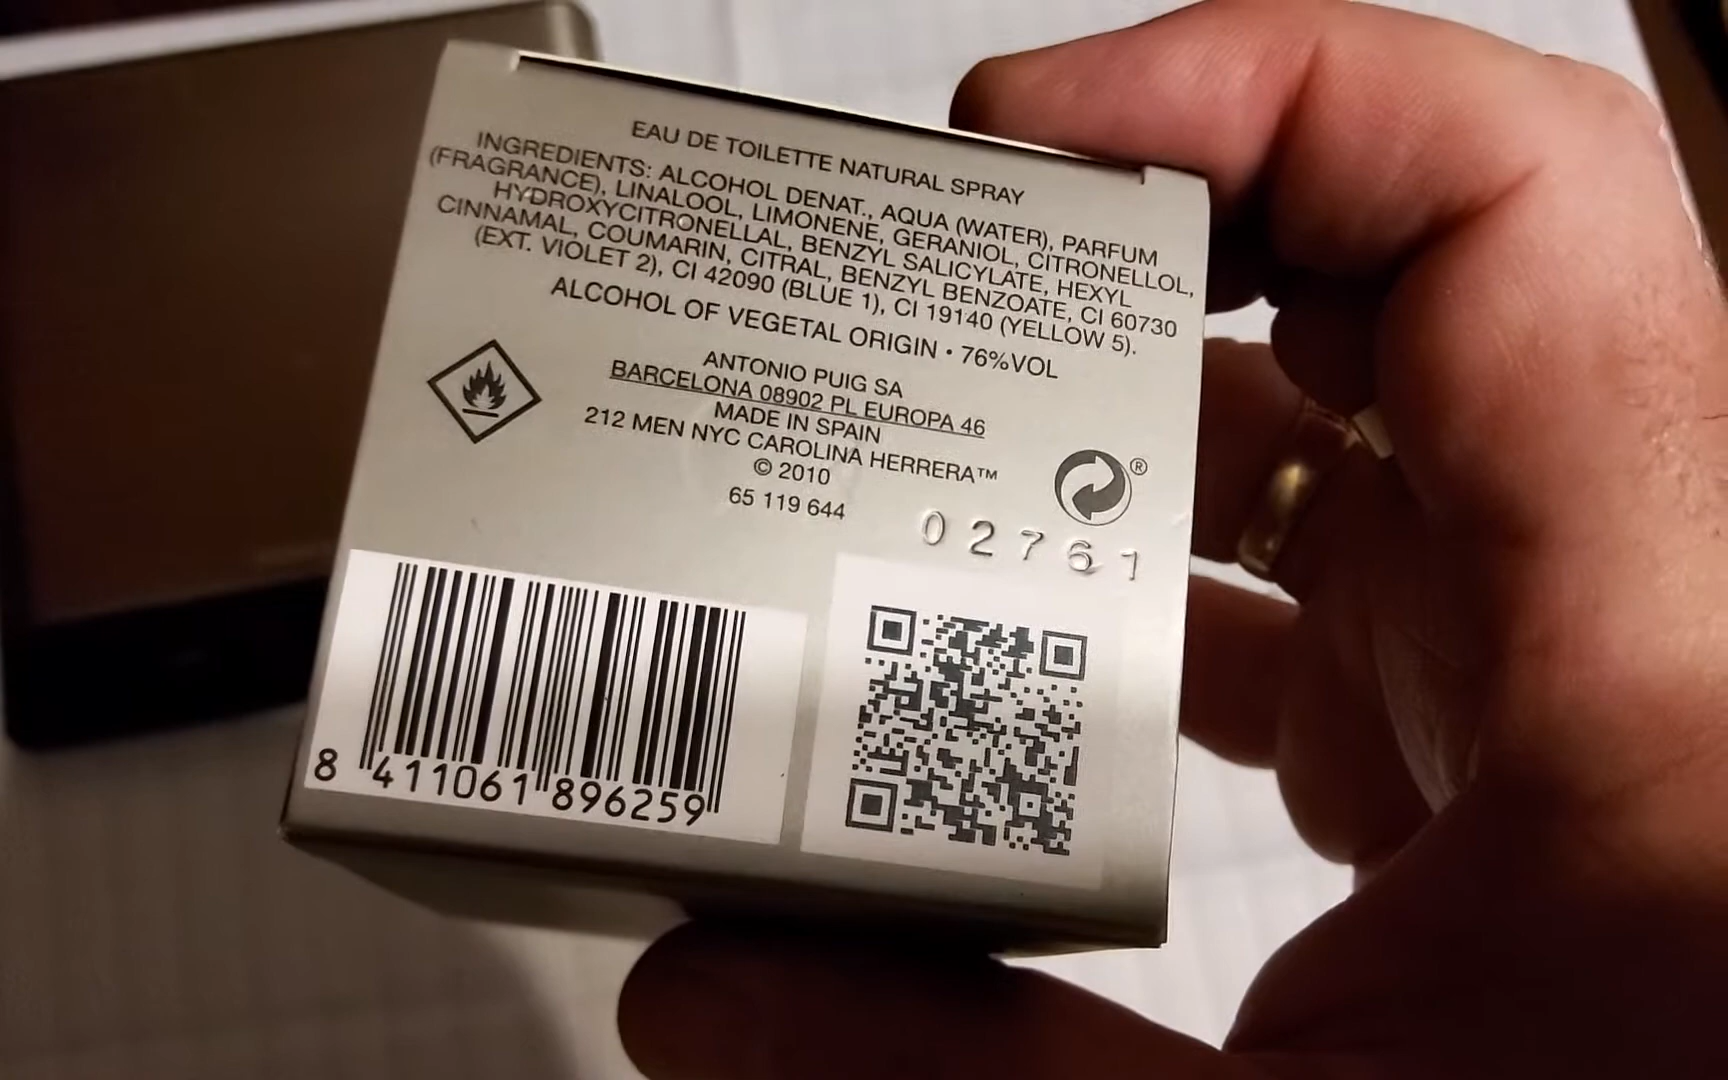 EAU DE TOILETTE NATURAL SPRAY
INGREDIENTS: ALCOHOL DENAT., AQUA (WATER), PARFUM
(FRAGRANCE), LINALOOL, LIMONENE, GERANIOL, CITRONELLOL,
HYDROXYCITRONELLAL, BENZYL SALICYLATE, HEXYL
CINNAMAL, COUMARIN, CITRAL, BENZYL BENZOATE, CI 60730
(EXT. VIOLET 2), CI 42090 (BLUE 1), CI 19140 (YELLOW 5).
ALCOHOL OF VEGETAL ORIGIN • 76%VOL
ANTONIO PUIG SA
BARCELONA 08902 PL EUROPA 46
MADE IN SPAIN
212 MEN NYC CAROLINA HERRERA™
© 2010
65 119 644
®
02761
8 411061 896259